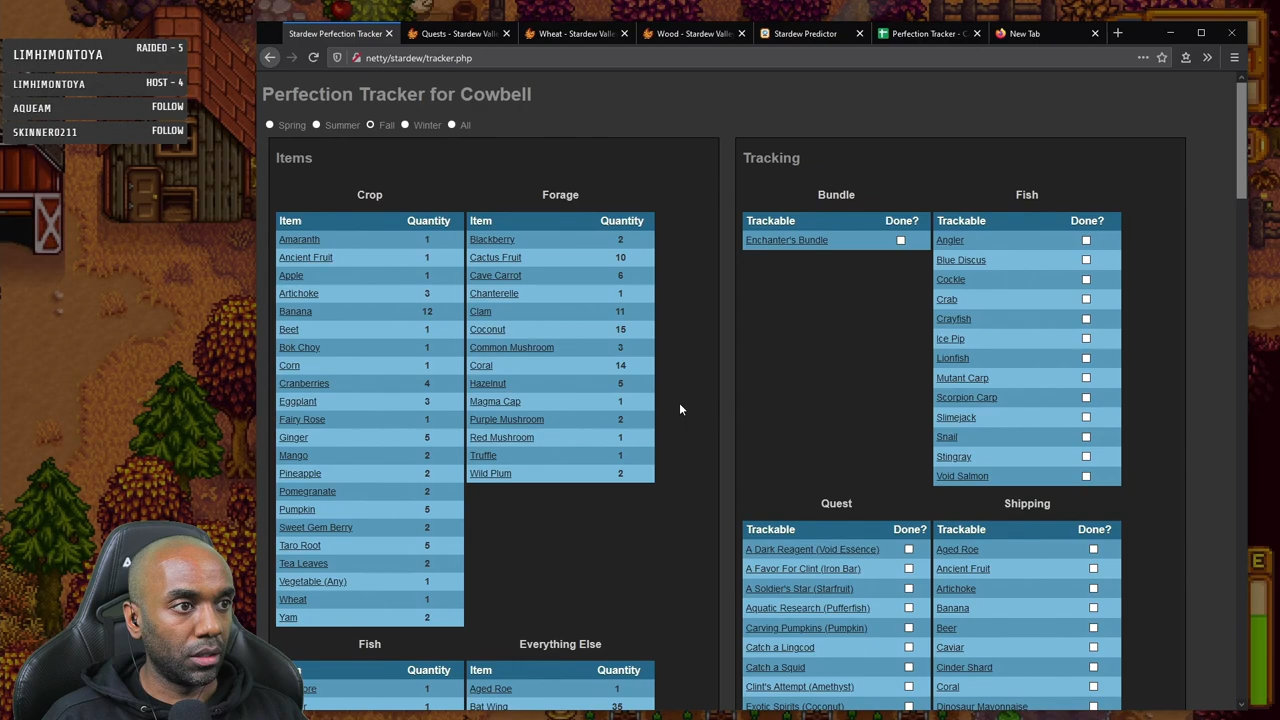 LIMHIMONTOYA RAIDED - 5
LIMHIMONTOYA HOST - 4
AQUEAM FOLLOW
SKINNER0211 FOLLOW
Stardew Perfection Tracker
Quests - Stardew Vall
Wheat - Stardew Valley
Wood - Stardew Valley
Stardew Predictor
Perfection Tracker - C
New Tab
netty/stardew/tracker.php
Perfection Tracker for Cowbell
Spring Summer Fall Winter All
Items
Crop
Item Quantity
Amaranth 1
Ancient Fruit 1
Apple 1
Artichoke 3
Banana 12
Beet 1
Bok Choy 1
Corn 1
Cranberries 4
Eggplant 3
Fairy Rose 1
Ginger 5
Mango 2
Pineapple 2
Pomegranate 2
Pumpkin 5
Sweet Gem Berry 2
Taro Root 5
Tea Leaves 2
Vegetable (Any) 1
Wheat 1
Yam 2
Forage
Item Quantity
Blackberry 2
Cactus Fruit 10
Cave Carrot 6
Chanterelle 1
Clam 11
Coconut 15
Common Mushroom 3
Coral 14
Hazelnut 5
Magma Cap 1
Purple Mushroom 2
Red Mushroom 1
Truffle 1
Wild Plum 2
Fish
Quantity
1
1
Everything Else
Item Quantity
Aged Roe 1
Bat Wing 35
Tracking
Bundle
Trackable Done?
Enchanter's Bundle
Fish
Trackable Done?
Angler
Blue Discus
Cockle
Crab
Crayfish
Ice Pip
Lionfish
Mutant Carp
Scorpion Carp
Slimejack
Snail
Stingray
Void Salmon
Quest
Trackable Done?
A Dark Reagent (Void Essence)
A Favor For Clint (Iron Bar)
A Soldier's Star (Starfruit)
Aquatic Research (Pufferfish)
Carving Pumpkins (Pumpkin)
Catch a Lingcod
Catch a Squid
Clint's Attempt (Amethyst)
Exotic Spirits (Coconut)
Shipping
Trackable Done?
Aged Roe
Ancient Fruit
Artichoke
Banana
Beer
Caviar
Cinder Shard
Coral
Dinosaur Mayonnaise